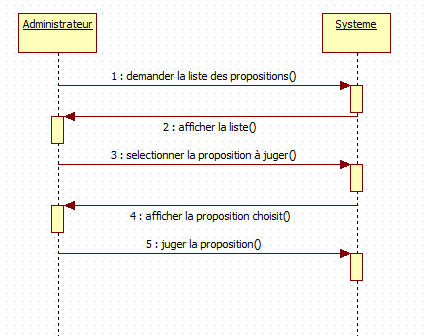 Administrateur
Systeme
1 : demander la liste des propositions()
2 : afficher la liste()
3 : selectionner la proposition à juger()
4 : afficher la proposition choisit()
5 : juger la proposition()